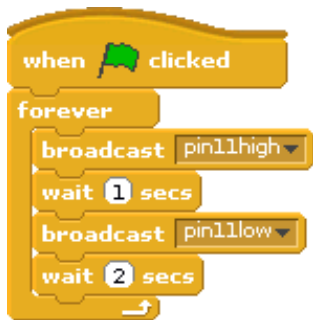 when clicked
forever
broadcast pin11high
wait 1 secs
broadcast pin11low
wait 2 secs